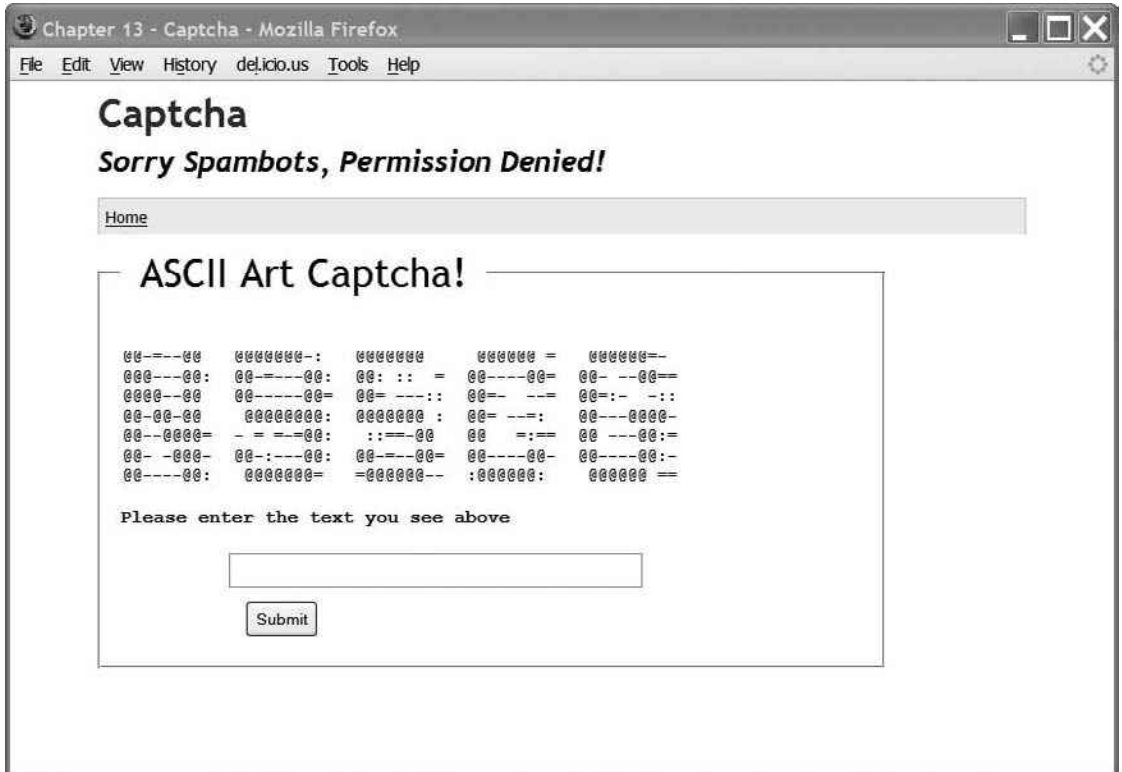 Chapter 13 - Captcha - Mozilla Firefox
File Edit View History del.icio.us Tools Help
Captcha
Sorry Spambots, Permission Denied!
Home
ASCII Art Captcha!
@@-=--@@   @@@@@@@-:   @@@@@@@     @@@@@@ =   @@@@@@=-
@@@---@@:  @@-=---@@:  @@: ::  =  @@----@@=  @@- --@@==
@@@@--@@   @@-----@@=  @@= ---::  @@=-  --=  @@=:-  -::
@@-@@-@@    @@@@@@@@:  @@@@@@@ :  @@= --=:   @@---@@@@-
@@--@@@@=  - = =-=@@:   ::==-@@   @@   =:==  @@ ---@@:=
@@- -@@@-  @@-:---@@:  @@-=--@@=  @@----@@-  @@----@@:-
@@----@@:   @@@@@@@=   =@@@@@@--  :@@@@@@:    @@@@@@ ==
Please enter the text you see above
Submit